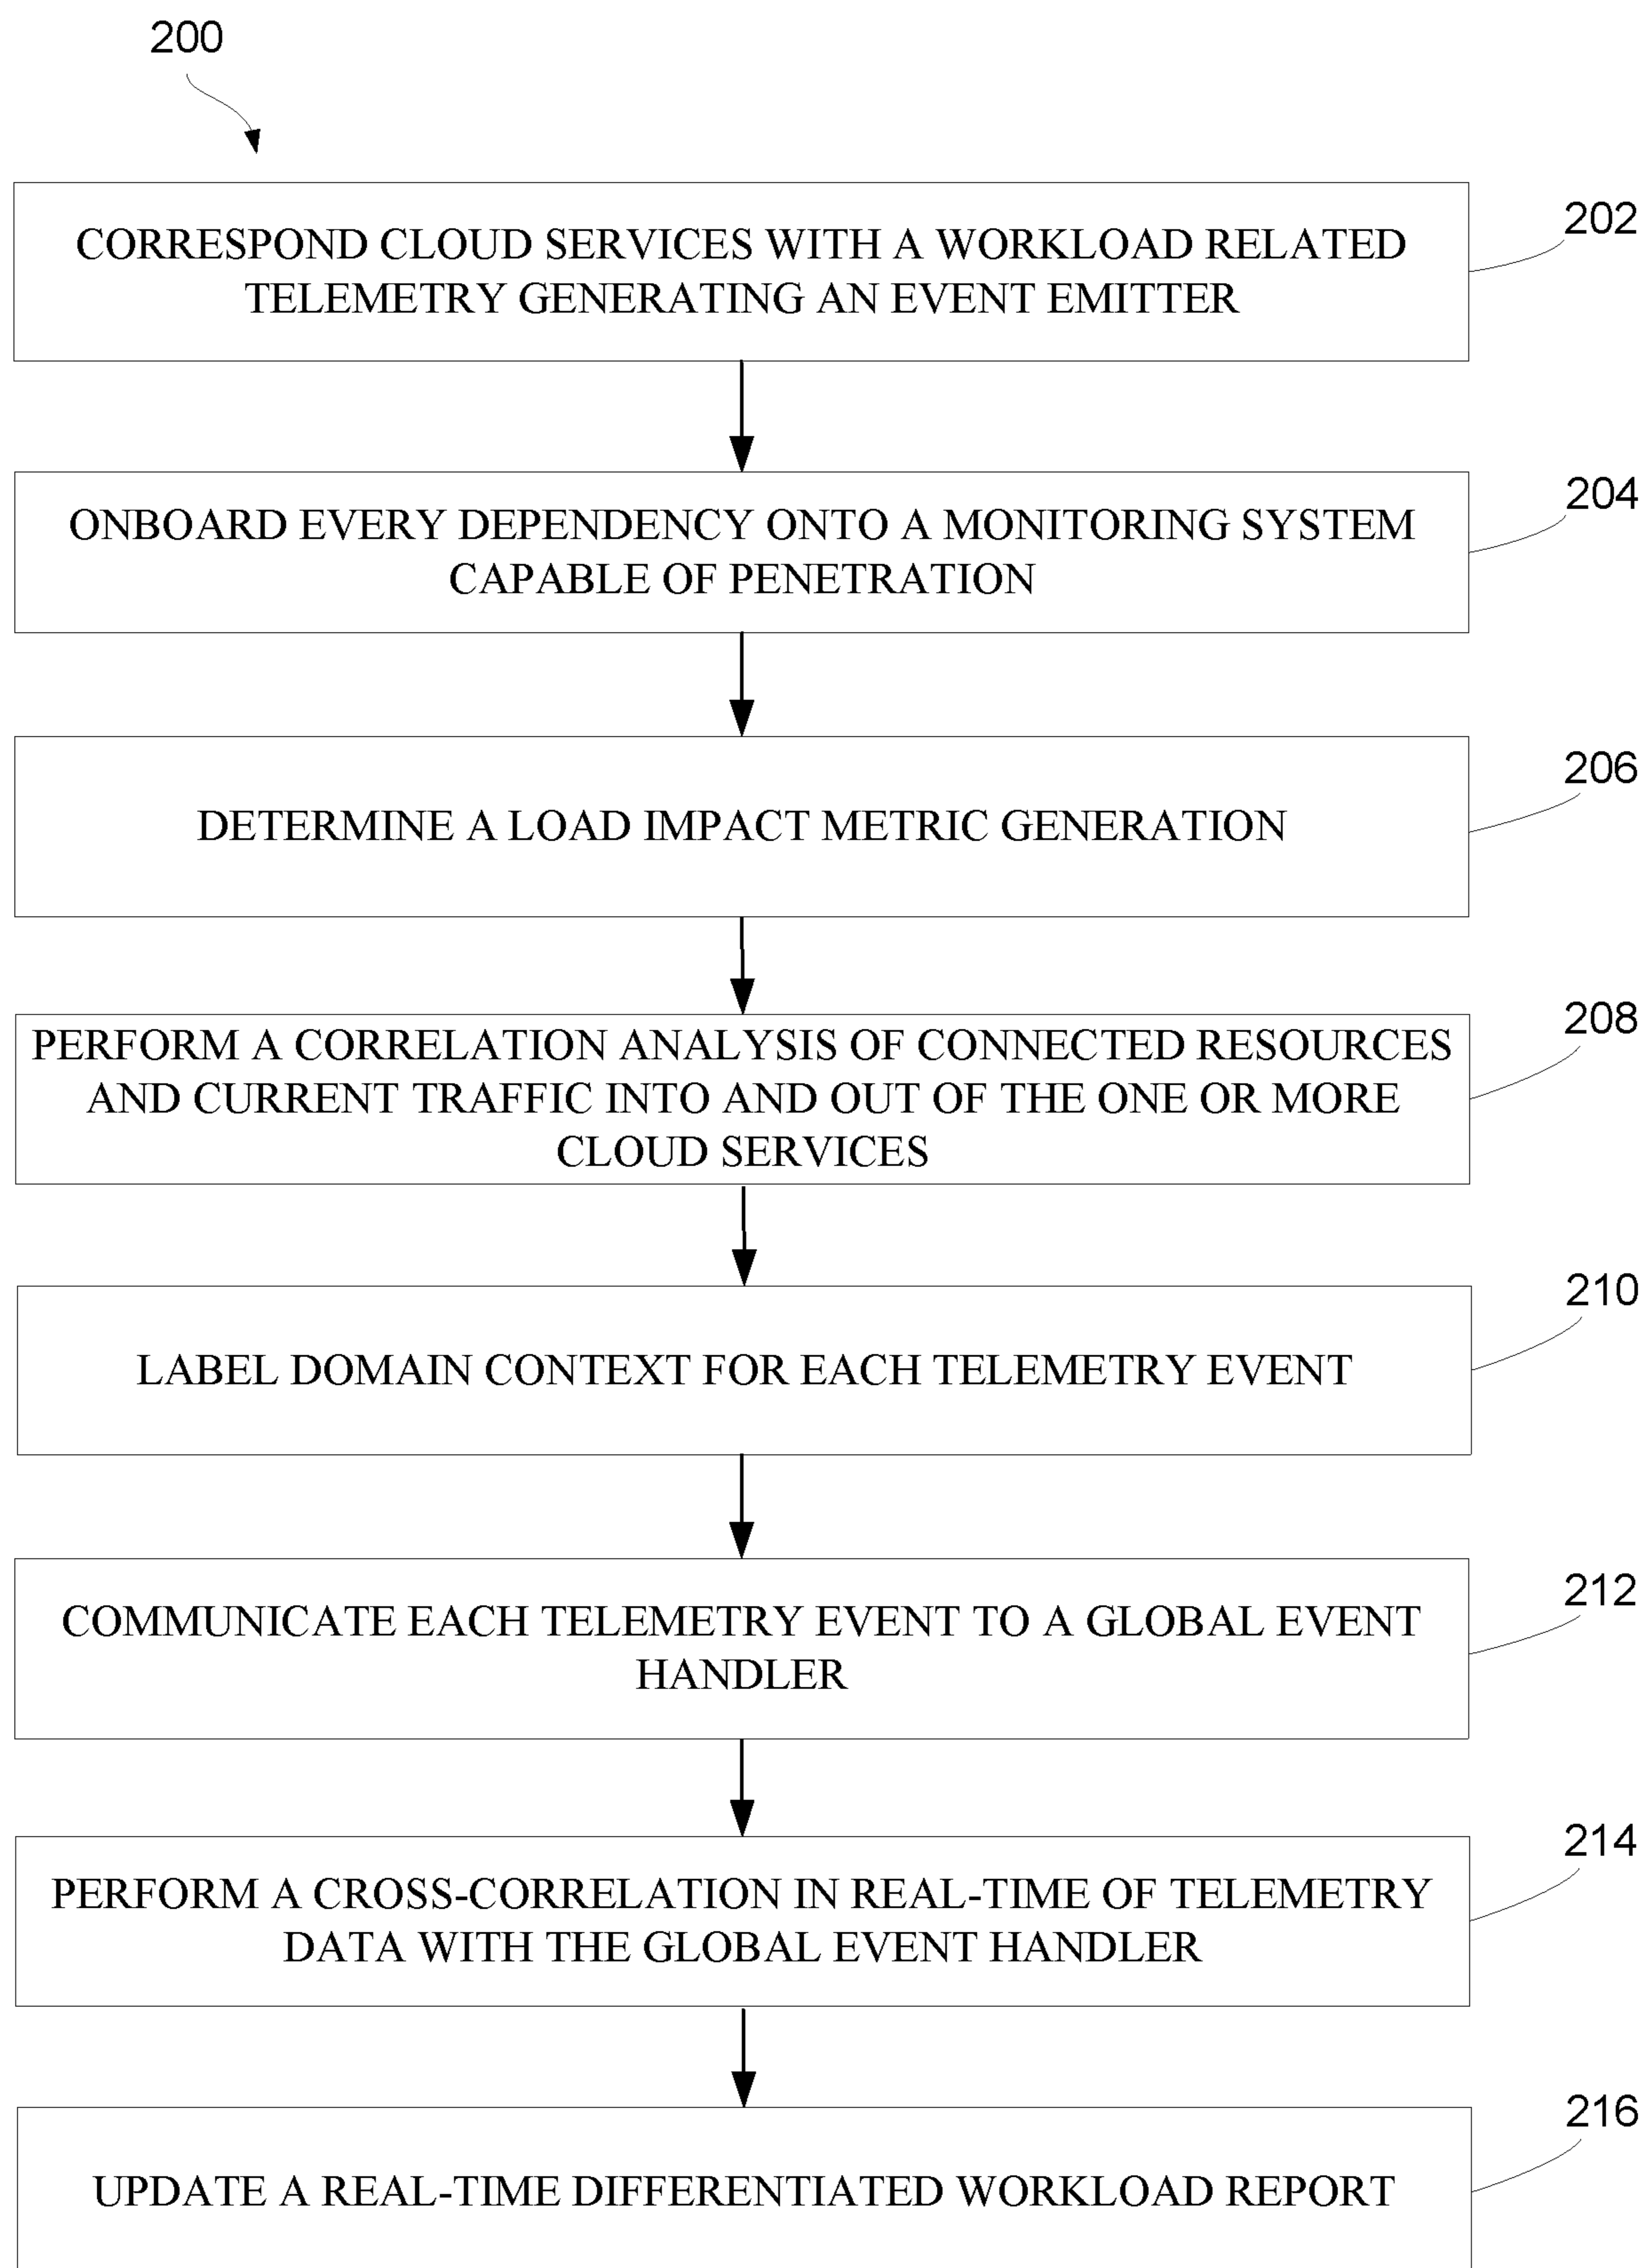 200
CORRESPOND CLOUD SERVICES WITH A WORKLOAD RELATED
TELEMETRY GENERATING AN EVENT EMITTER
202
ONBOARD EVERY DEPENDENCY ONTO A MONITORING SYSTEM
CAPABLE OF PENETRATION
204
DETERMINE A LOAD IMPACT METRIC GENERATION
206
PERFORM A CORRELATION ANALYSIS OF CONNECTED RESOURCES
AND CURRENT TRAFFIC INTO AND OUT OF THE ONE OR MORE
CLOUD SERVICES
208
LABEL DOMAIN CONTEXT FOR EACH TELEMETRY EVENT
210
COMMUNICATE EACH TELEMETRY EVENT TO A GLOBAL EVENT
HANDLER
212
PERFORM A CROSS-CORRELATION IN REAL-TIME OF TELEMETRY
DATA WITH THE GLOBAL EVENT HANDLER
214
UPDATE A REAL-TIME DIFFERENTIATED WORKLOAD REPORT
216